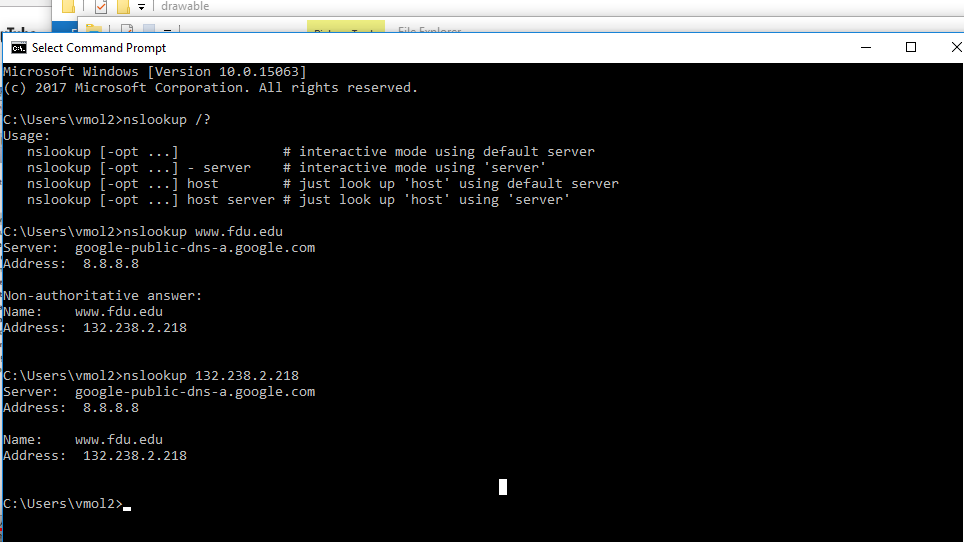 drawable
File Explorer
Select Command Prompt
Microsoft Windows [Version 10.0.15063]
(c) 2017 Microsoft Corporation. All rights reserved.
C:\Users\vmol2>nslookup /?
Usage:
   nslookup [-opt ...]             # interactive mode using default server
   nslookup [-opt ...] - server    # interactive mode using 'server'
   nslookup [-opt ...] host        # just look up 'host' using default server
   nslookup [-opt ...] host server # just look up 'host' using 'server'
C:\Users\vmol2>nslookup www.fdu.edu
Server:  google-public-dns-a.google.com
Address:  8.8.8.8
Non-authoritative answer:
Name:    www.fdu.edu
Address:  132.238.2.218
C:\Users\vmol2>nslookup 132.238.2.218
Server:  google-public-dns-a.google.com
Address:  8.8.8.8
Name:    www.fdu.edu
Address:  132.238.2.218
C:\Users\vmol2>